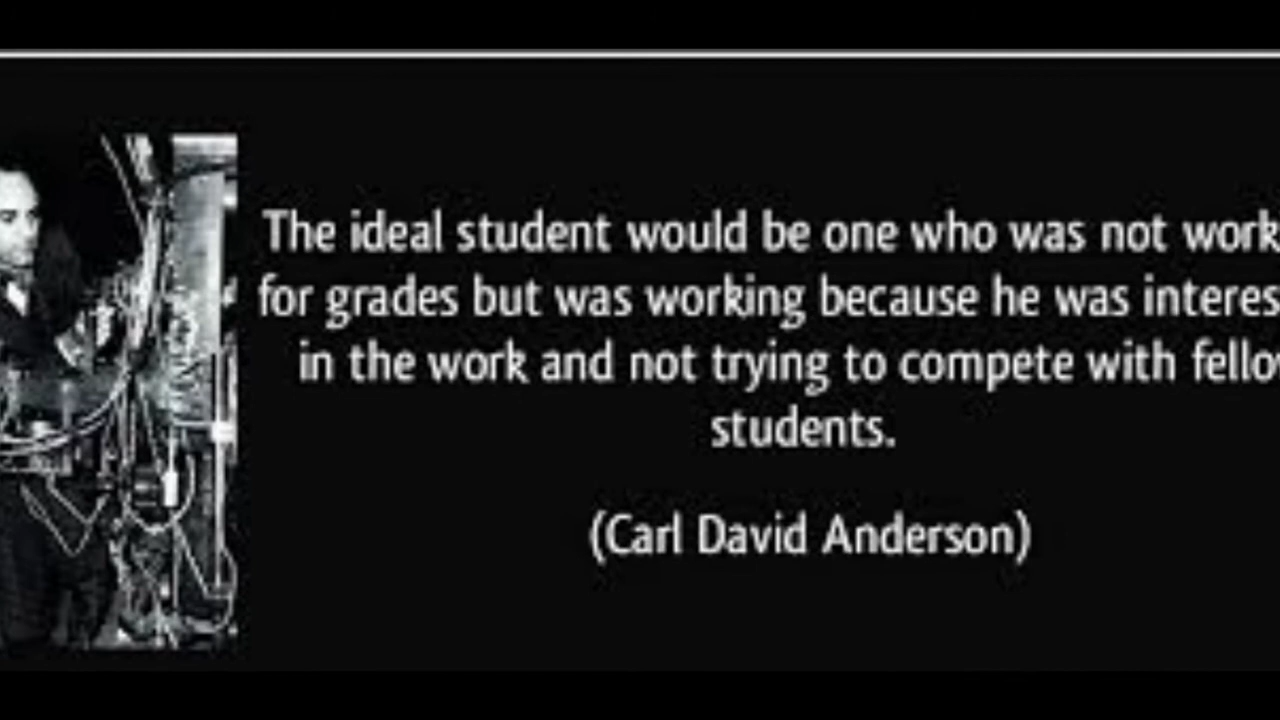 The ideal student would be one who was not work
for grades but was working because he was interes
in the work and not trying to compete with fello
students.
(Carl David Anderson)